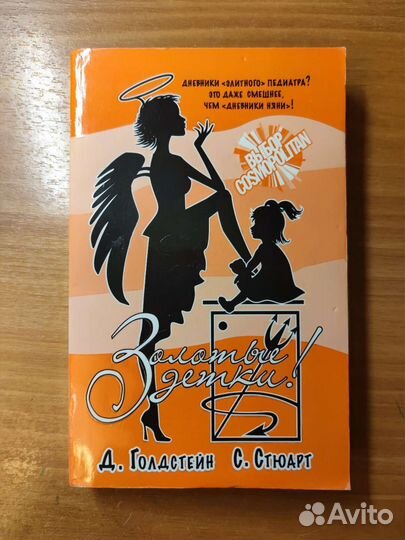 Дневники «элитного» педиатра?
Это даже смешнее,
чем «Дневники няни»!
Выбор
COSMOPOLITAN
Золотые
детки!
Д. Голдстейн С. Стюарт
Avito